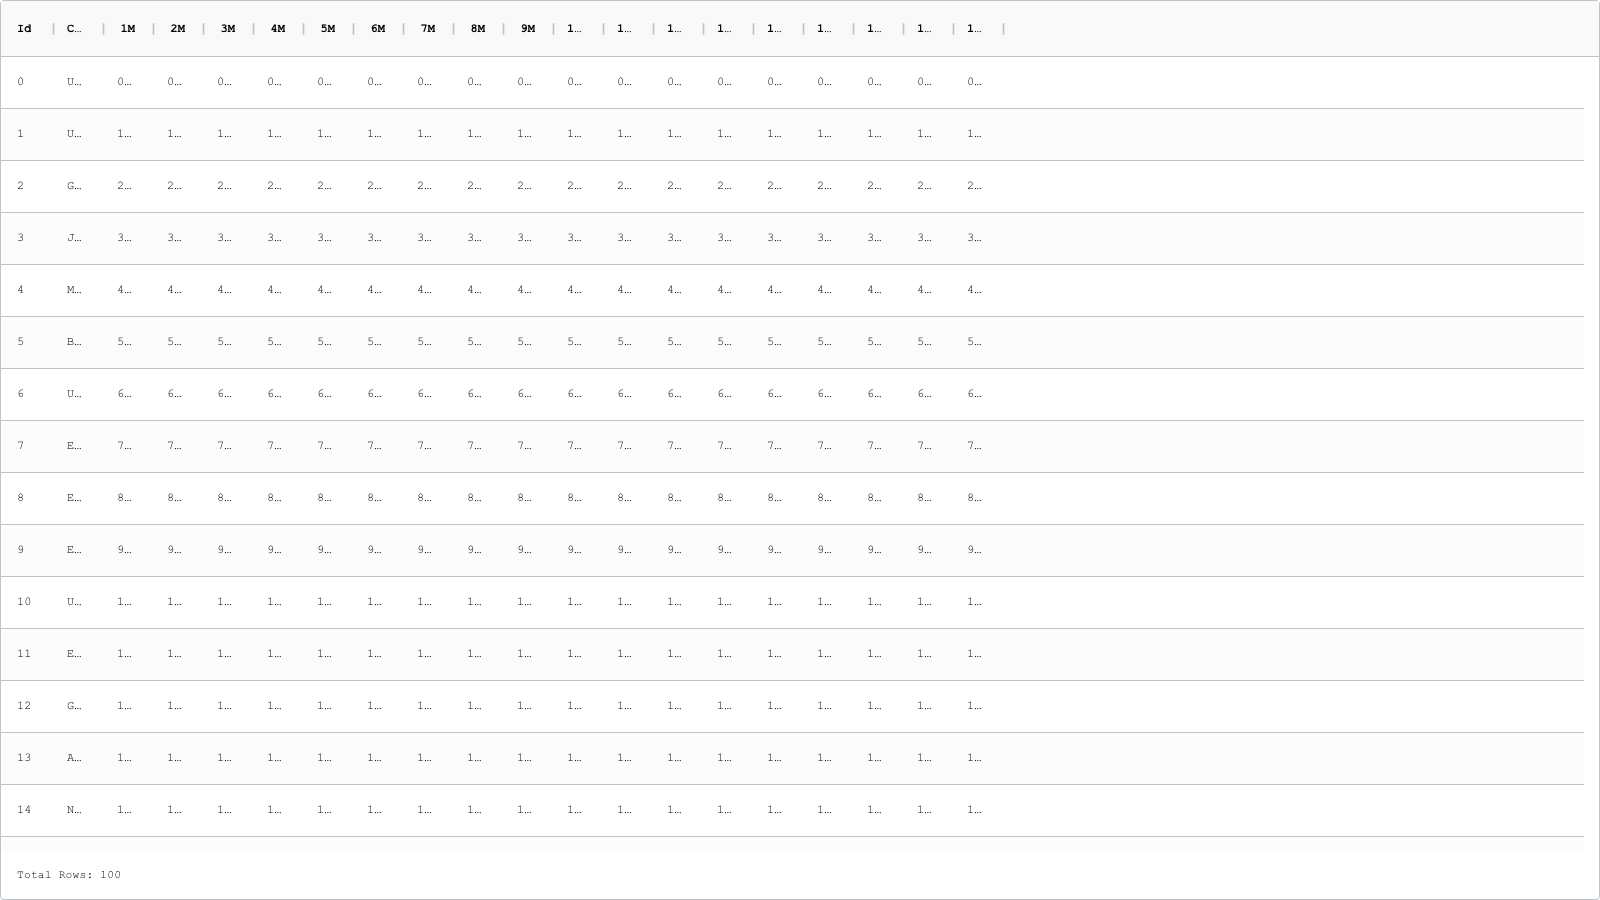 Id C… 1M 2M 3M 4M 5M 6M 7M 8M 9M 1… 1… 1… 1… 1… 1… 1… 1… 1…
0 U… 0… 0… 0… 0… 0… 0… 0… 0… 0… 0… 0… 0… 0… 0… 0… 0… 0… 0…
1 U… 1… 1… 1… 1… 1… 1… 1… 1… 1… 1… 1… 1… 1… 1… 1… 1… 1… 1…
2 G… 2… 2… 2… 2… 2… 2… 2… 2… 2… 2… 2… 2… 2… 2… 2… 2… 2… 2…
3 J… 3… 3… 3… 3… 3… 3… 3… 3… 3… 3… 3… 3… 3… 3… 3… 3… 3… 3…
4 M… 4… 4… 4… 4… 4… 4… 4… 4… 4… 4… 4… 4… 4… 4… 4… 4… 4… 4…
5 B… 5… 5… 5… 5… 5… 5… 5… 5… 5… 5… 5… 5… 5… 5… 5… 5… 5… 5…
6 U… 6… 6… 6… 6… 6… 6… 6… 6… 6… 6… 6… 6… 6… 6… 6… 6… 6… 6…
7 E… 7… 7… 7… 7… 7… 7… 7… 7… 7… 7… 7… 7… 7… 7… 7… 7… 7… 7…
8 E… 8… 8… 8… 8… 8… 8… 8… 8… 8… 8… 8… 8… 8… 8… 8… 8… 8… 8…
9 E… 9… 9… 9… 9… 9… 9… 9… 9… 9… 9… 9… 9… 9… 9… 9… 9… 9… 9…
10 U… 1… 1… 1… 1… 1… 1… 1… 1… 1… 1… 1… 1… 1… 1… 1… 1… 1… 1…
11 E… 1… 1… 1… 1… 1… 1… 1… 1… 1… 1… 1… 1… 1… 1… 1… 1… 1… 1…
12 G… 1… 1… 1… 1… 1… 1… 1… 1… 1… 1… 1… 1… 1… 1… 1… 1… 1… 1…
13 A… 1… 1… 1… 1… 1… 1… 1… 1… 1… 1… 1… 1… 1… 1… 1… 1… 1… 1…
14 N… 1… 1… 1… 1… 1… 1… 1… 1… 1… 1… 1… 1… 1… 1… 1… 1… 1… 1…
Total Rows: 100